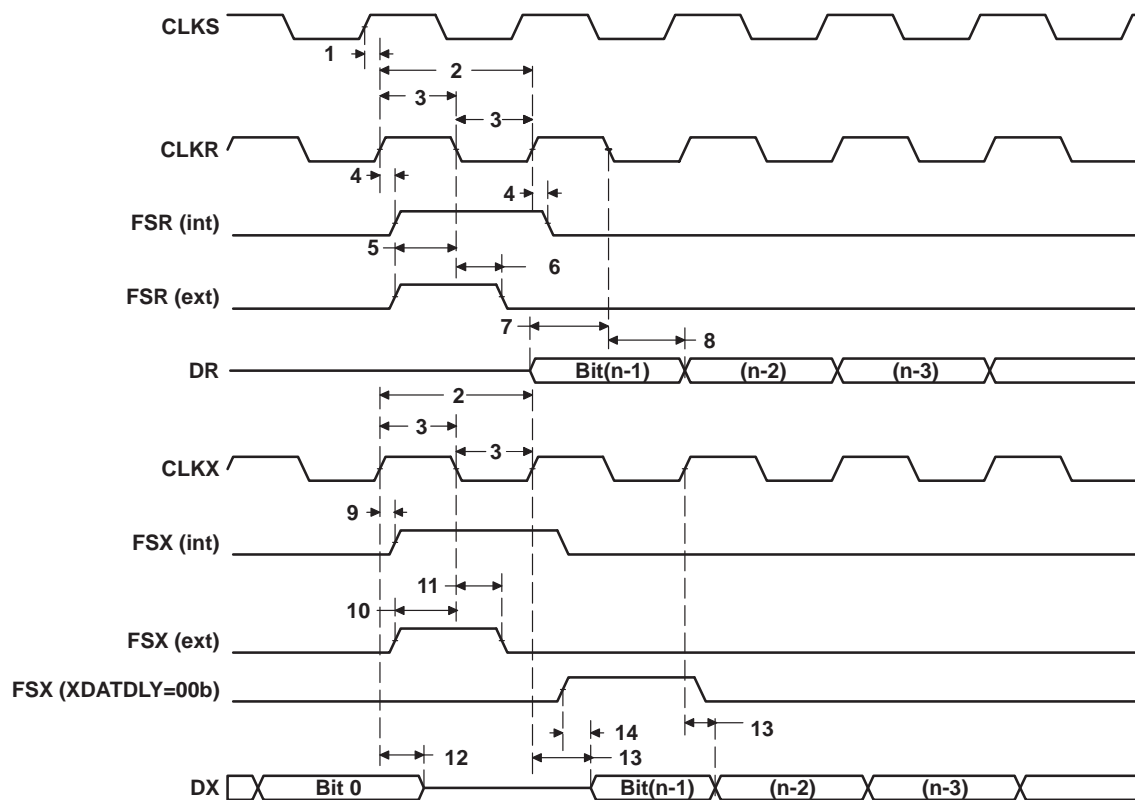 CLKS
1
2
3
3
CLKR
4
4
FSR (int)
5
6
FSR (ext)
7
8
DR
Bit(n-1)
(n-2)
(n-3)
2
3
3
CLKX
9
FSX (int)
11
10
FSX (ext)
FSX (XDATDLY=00b)
14
13
12
13
DX
Bit 0
Bit(n-1)
(n-2)
(n-3)